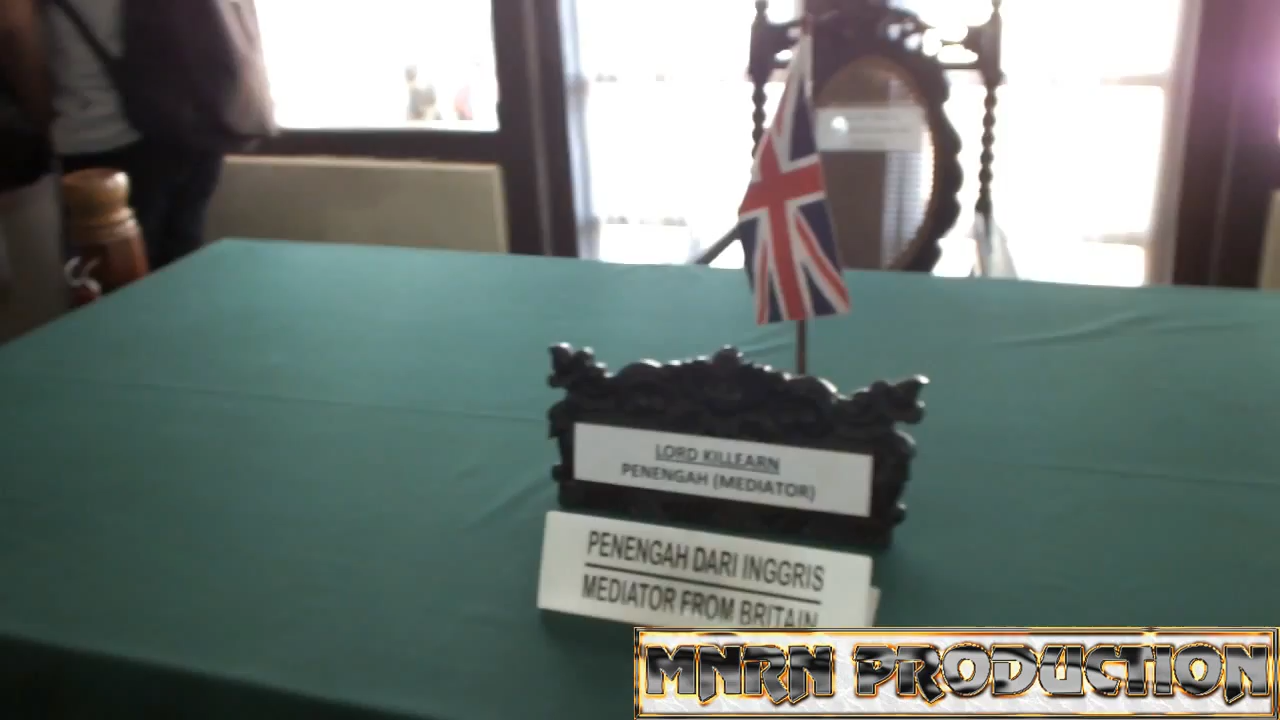 LORD KILLEARN
PENENGAH (MEDIATOR)
PENENGAH DARI INGGRIS
MEDIATOR FROM BRITAIN
MNRN PRODUCTION